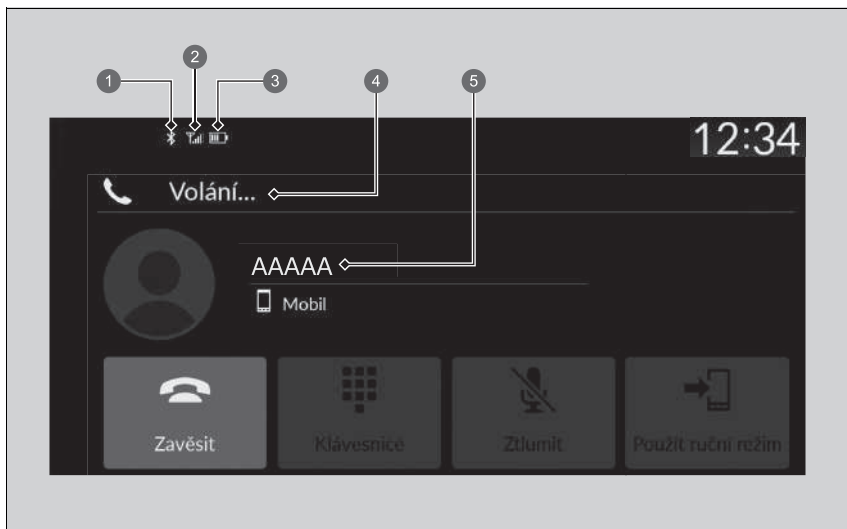 2
1 3 4 5
12:34
Volání...
AAAAA
Mobil
Zavěsit Klávesnice Ztlumit Použít ruční režim